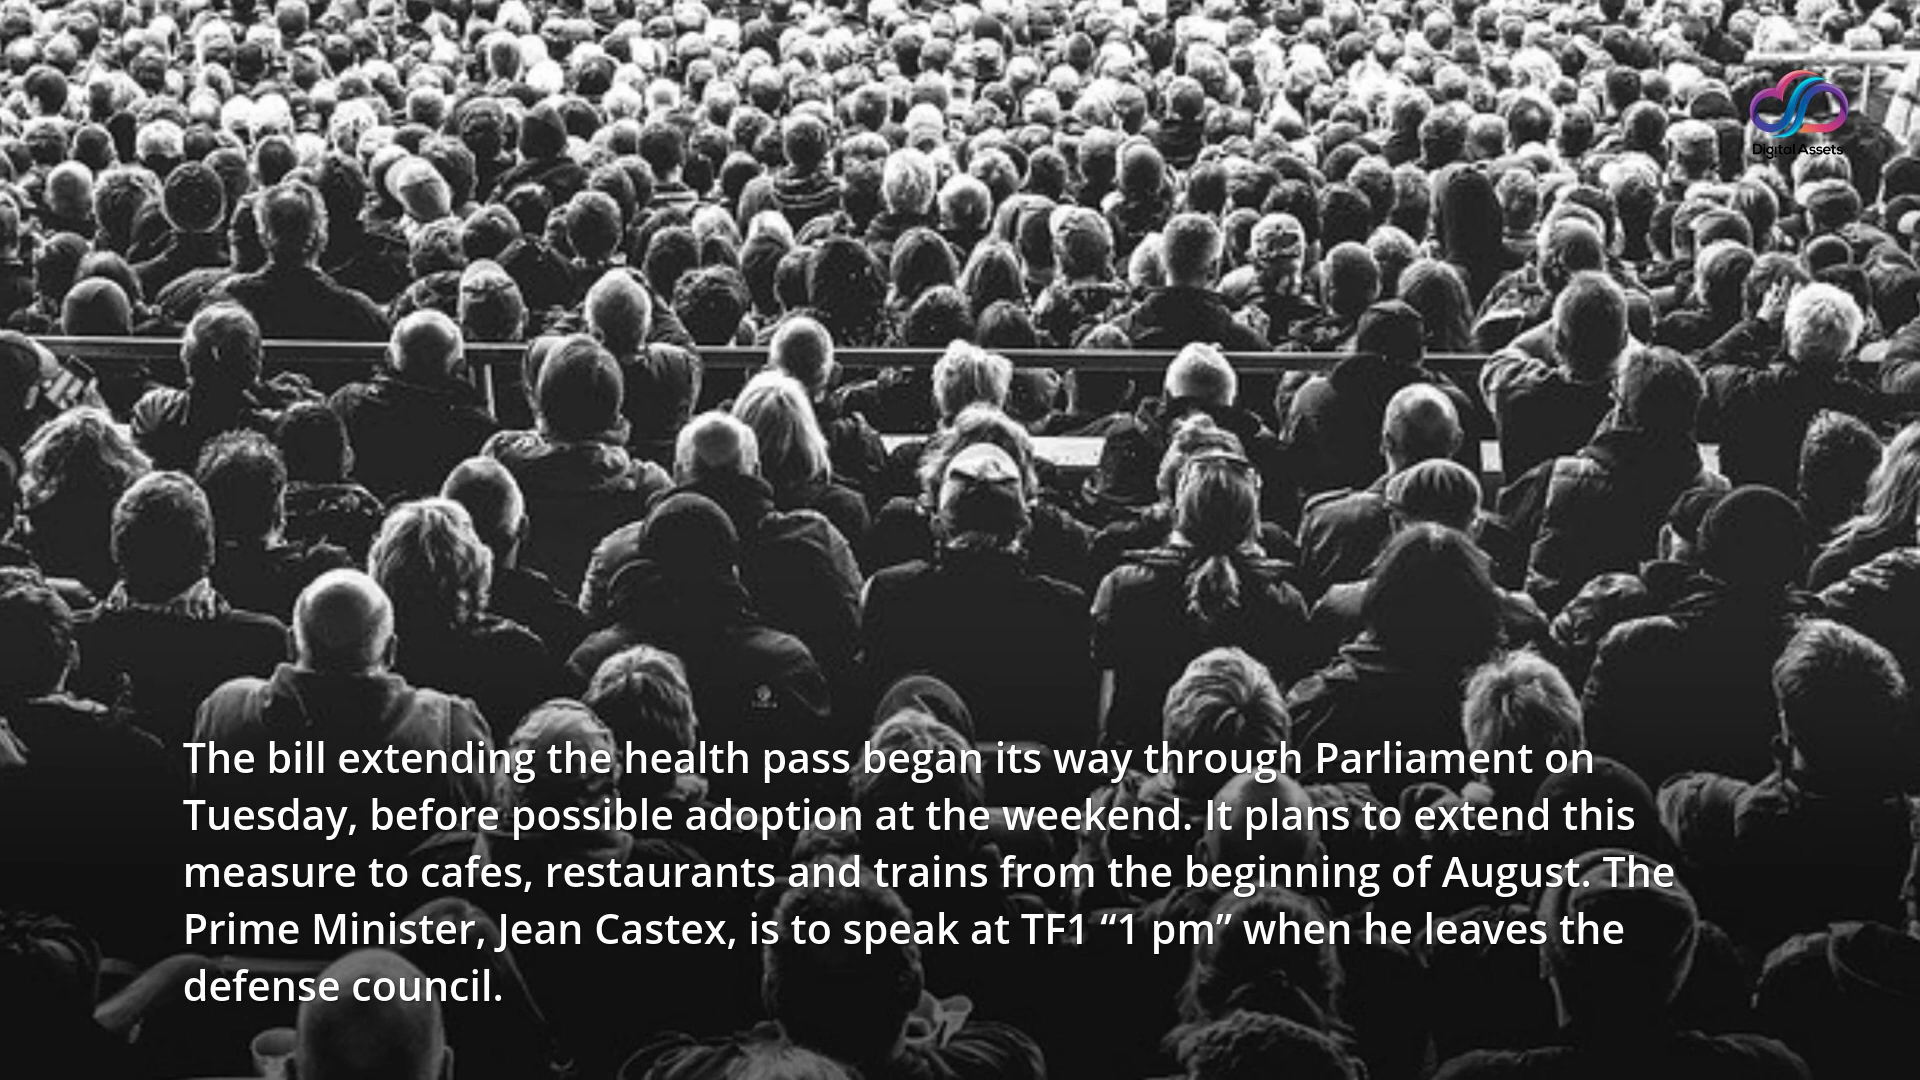 Digital Assets
The bill extending the health pass began its way through Parliament on
Tuesday, before possible adoption at the weekend. It plans to extend this
measure to cafes, restaurants and trains from the beginning of August. The
Prime Minister, Jean Castex, is to speak at TF1 “1 pm” when he leaves the
defense council.